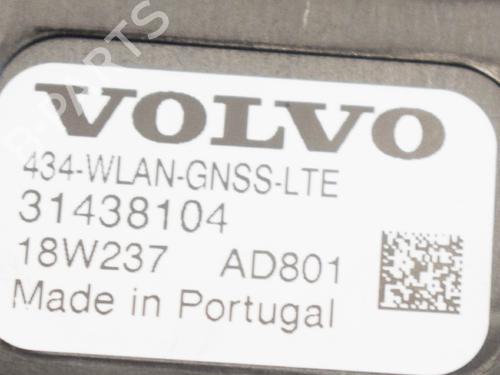 B-PARTS
VOLVO
434-WLAN-GNSS-LTE
31438104
18W237 AD801
Made in Portugal